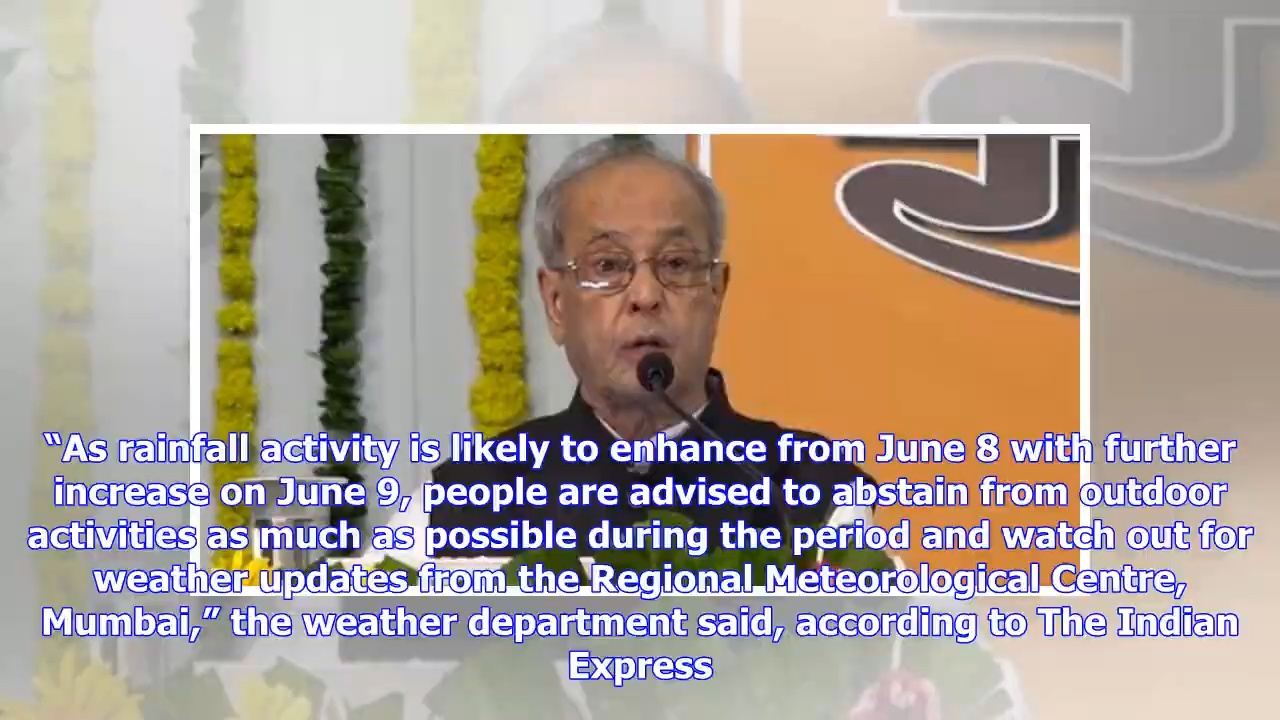 “As rainfall activity is likely to enhance from June 8 with further
increase on June 9, people are advised to abstain from outdoor
activities as much as possible during the period and watch out for
weather updates from the Regional Meteorological Centre,
Mumbai,” the weather department said, according to The Indian
Express